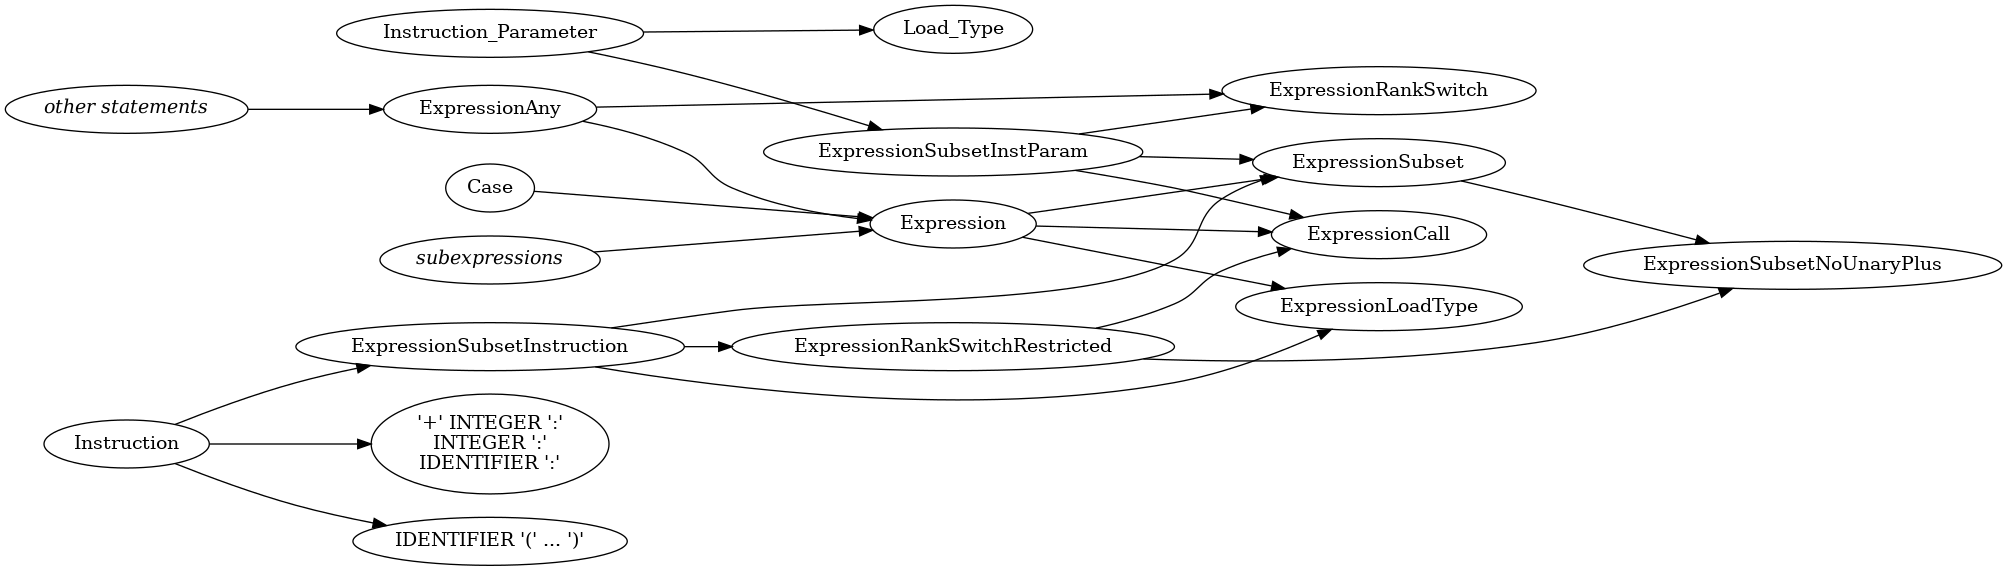 Instruction_Parameter
Load_Type
other statements
ExpressionAny
ExpressionRankSwitch
ExpressionSubsetInstParam
ExpressionSubset
Case
Expression
ExpressionCall
subexpressions
ExpressionSubsetNoUnaryPlus
ExpressionLoadType
ExpressionSubsetInstruction
ExpressionRankSwitchRestricted
Instruction
'+' INTEGER ':'
INTEGER ':'
IDENTIFIER ':'
IDENTIFIER '(' ... ')'